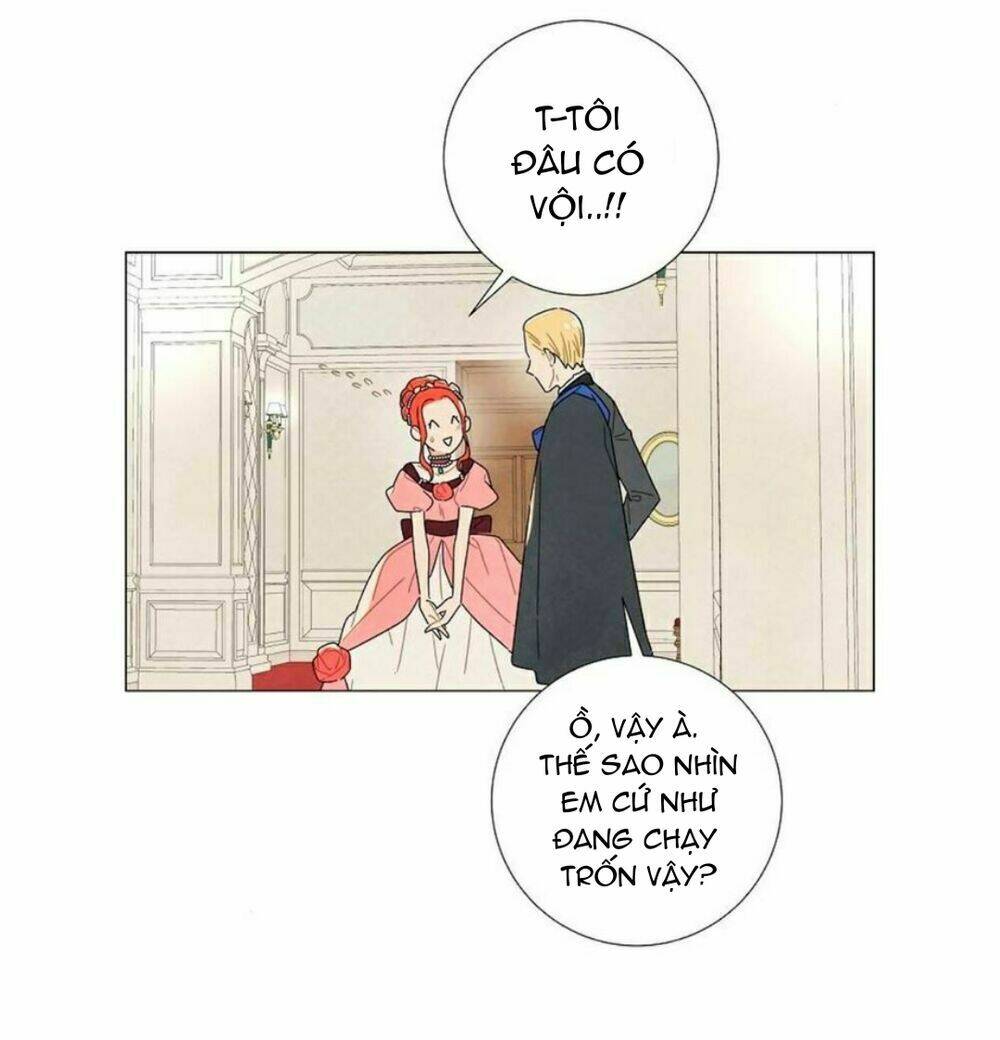 T-TÔI
ĐÂU CÓ
VỘI..!!
Ồ, VẬY À.
THẾ SAO NHÌN
EM CỨ NHƯ
ĐANG CHẠY
TRỐN VẬY?